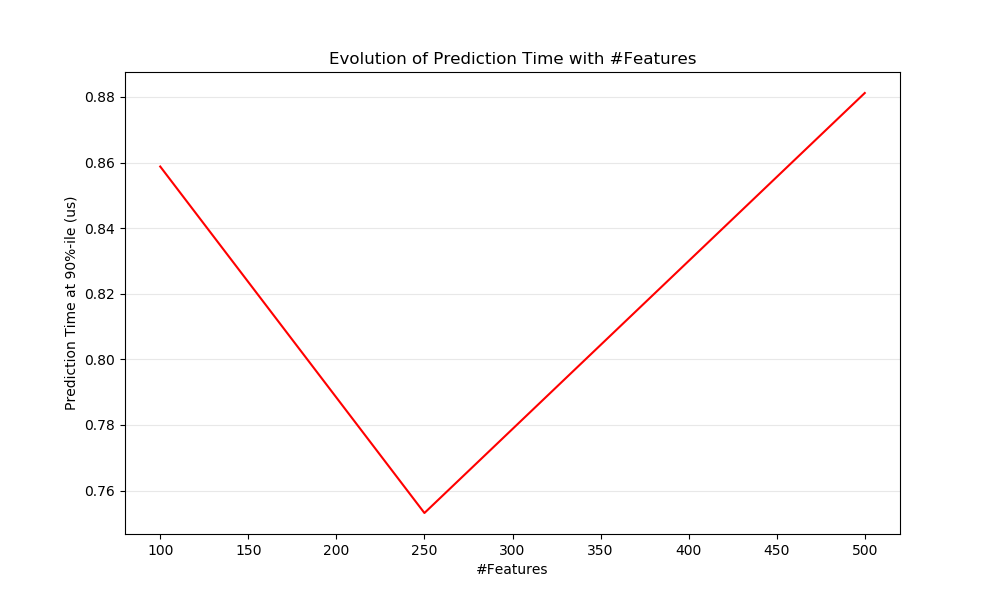 Evolution of Prediction Time with #Features
Prediction Time at 90%-ile (us)
0.88
0.86
0.84
0.82
0.80
0.78
0.76
100 150 200 250 300 350 400 450 500
#Features